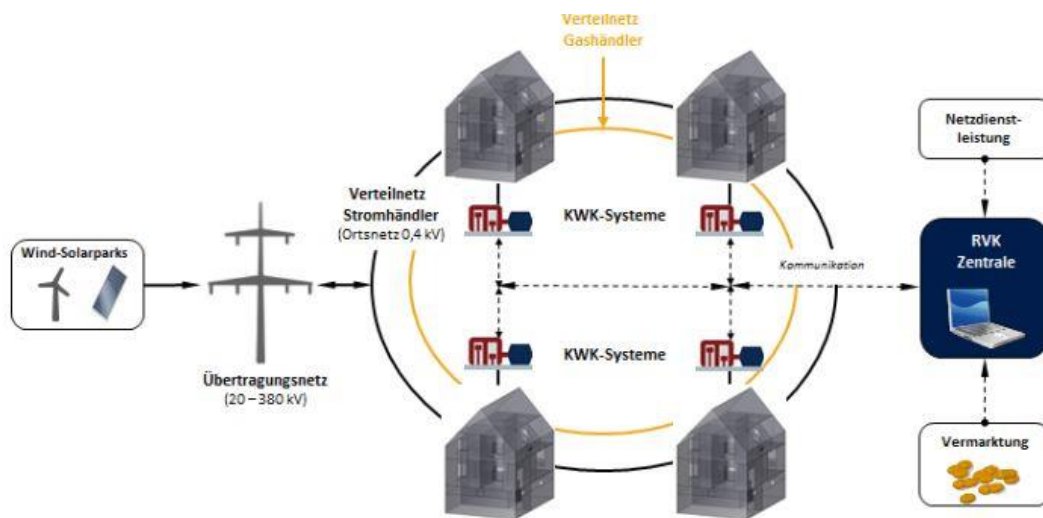 Verteilnetz
Gashändler
Netzdienst-
leistung
Verteilnetz
Stromhändler
(Ortsnetz 0,4 kV)
KWK-Systeme
Wind-Solarparks
Kommunikation
RVK
Zentrale
KWK-Systeme
Übertragungsnetz
(20 – 380 kV)
Vermarktung